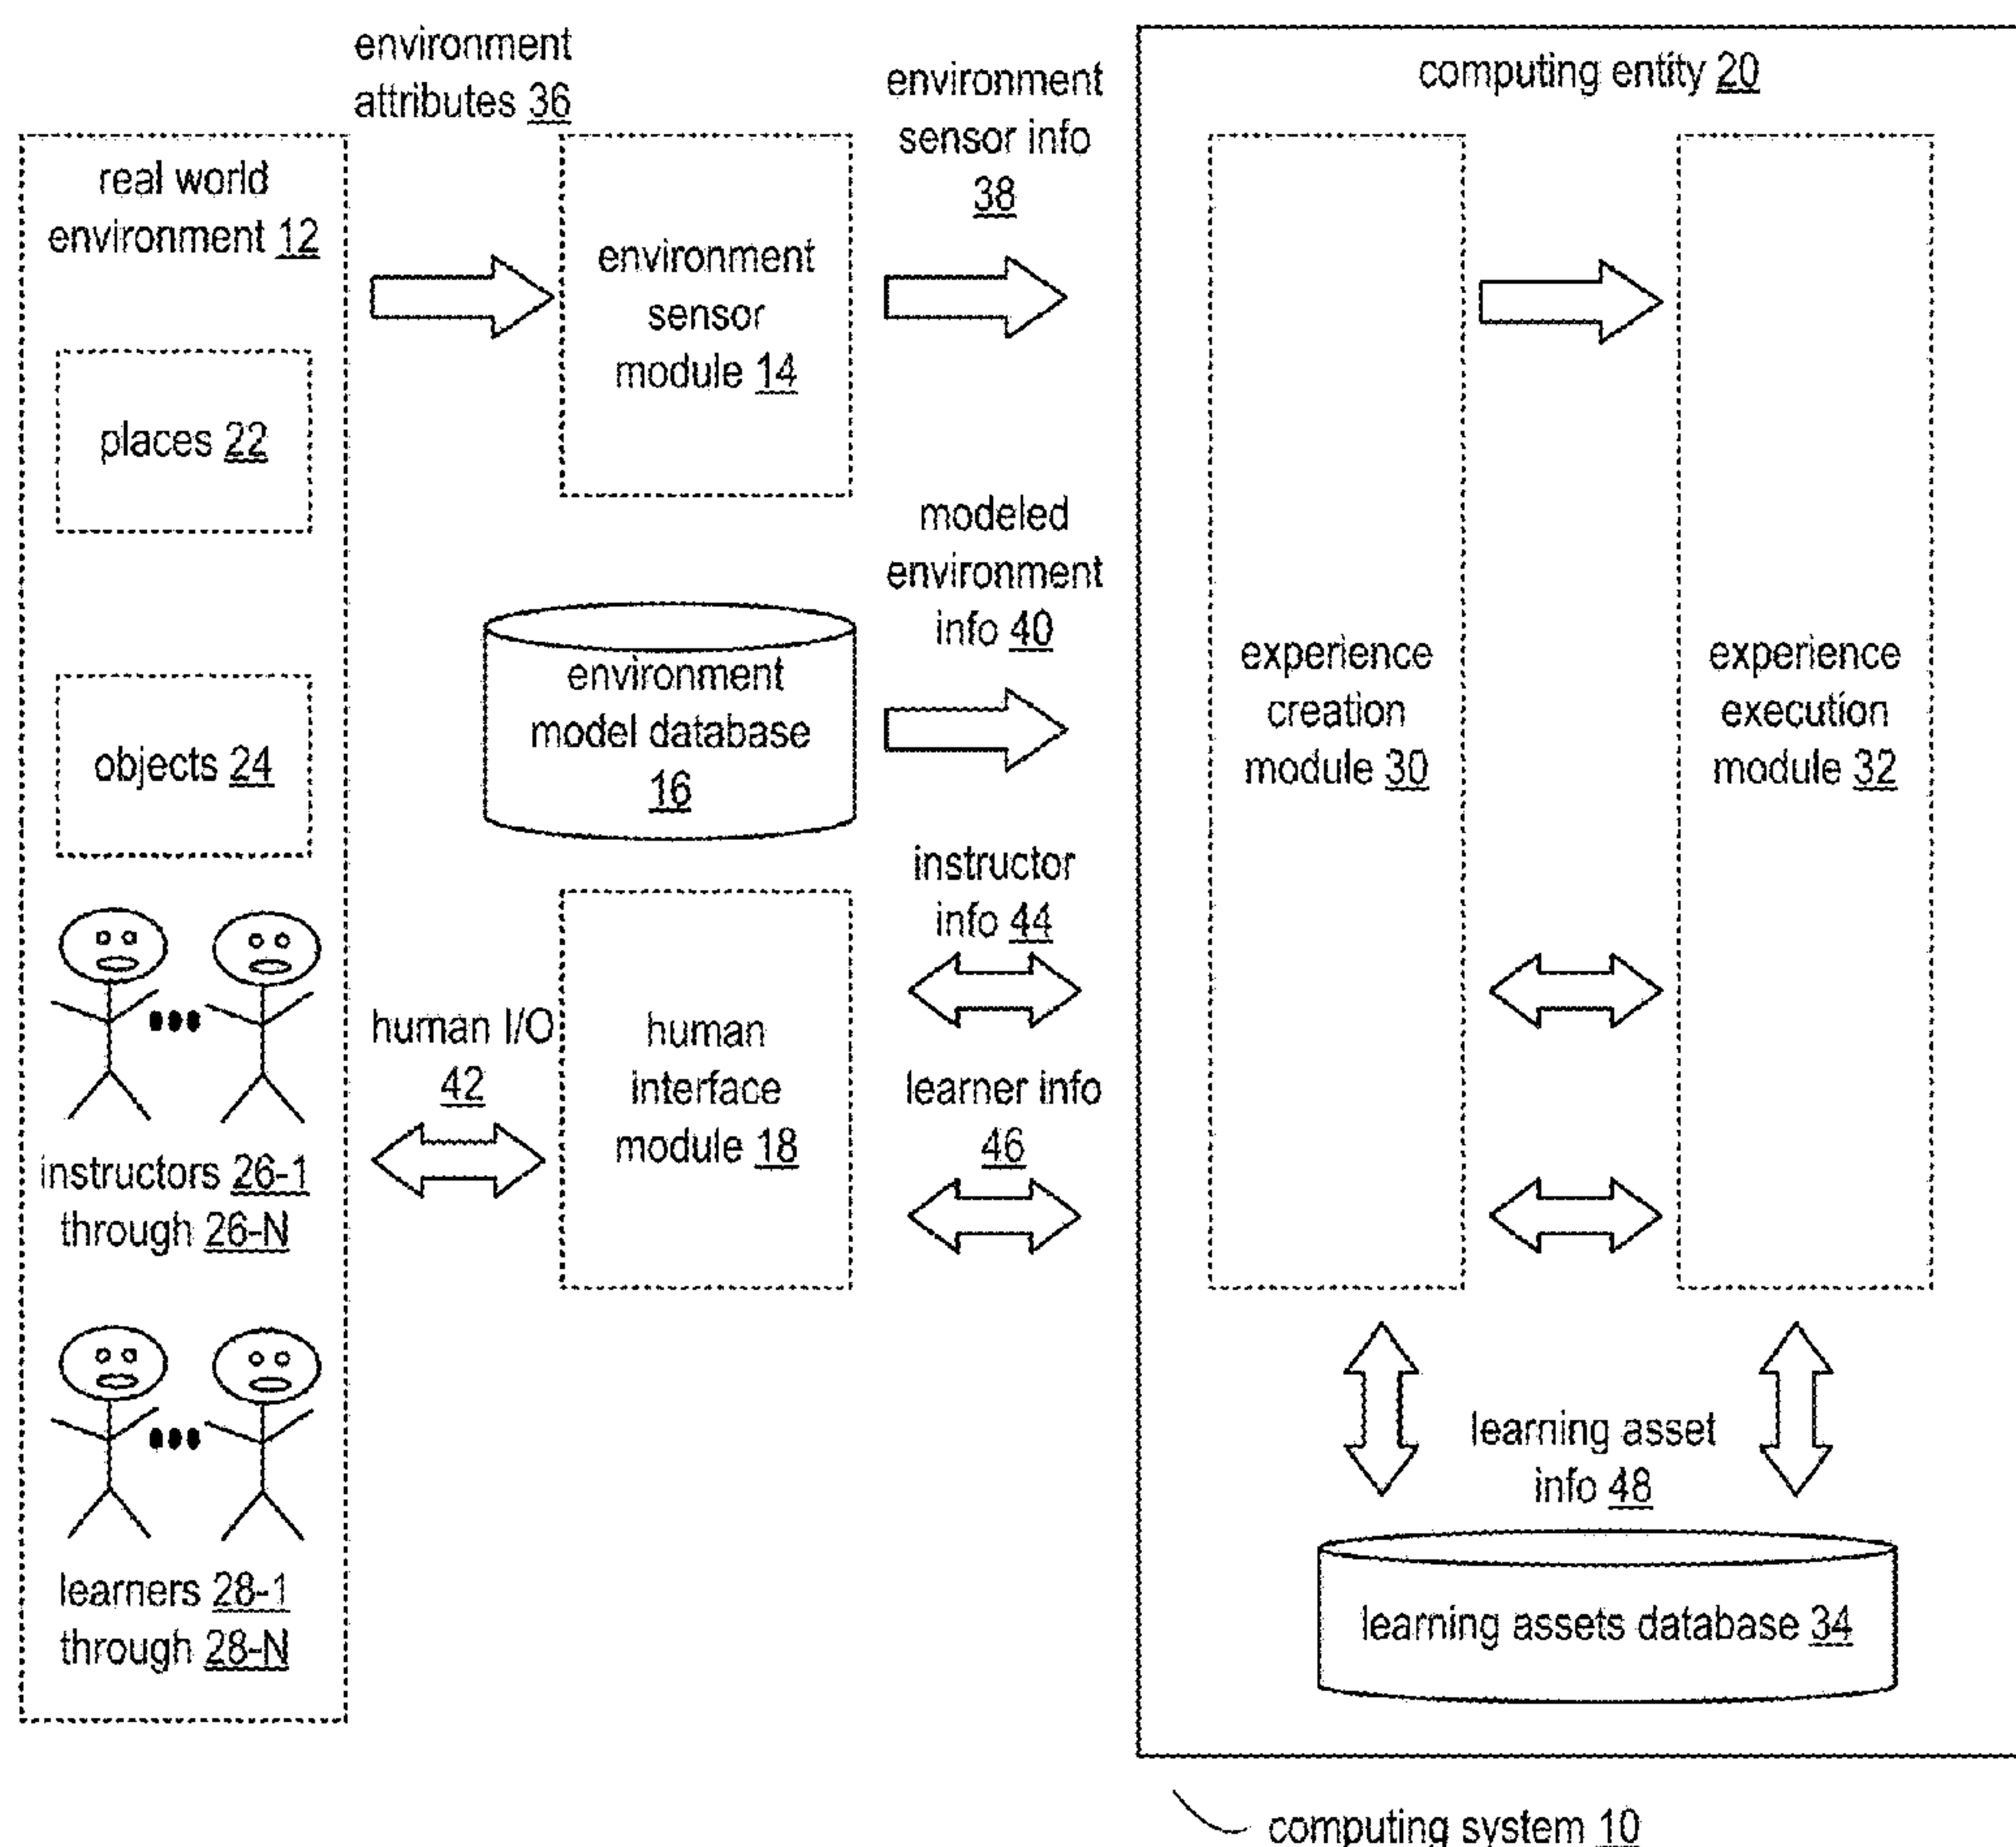 environment
attributes 36
environment
sensor info
38
computing entity 20
real world
environment 12
environment
sensor
module 14
places 22
modeled
environment
info 40
environment
model database
16
experience
creation
module 30
experience
execution
module 32
objects 24
instructor
info 44
human I/O
42
human
interface
module 18
learner info
46
instructors 26-1
through 26-N
learning asset
info 48
learners 28-1
through 28-N
learning assets database 34
computing system 10